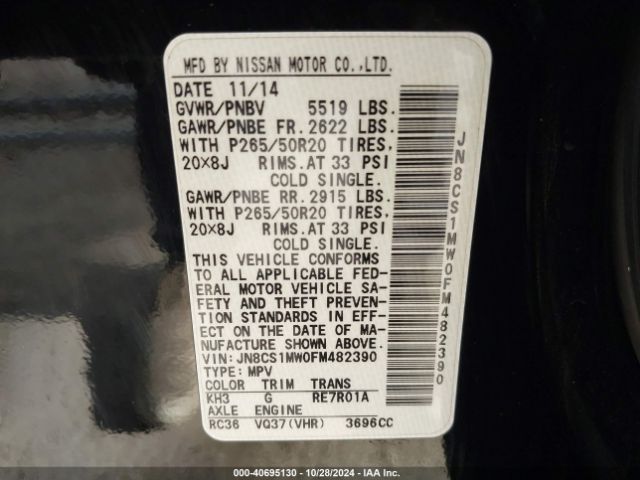 MFD BY NISSAN MOTOR CO.,LTD.
DATE 11/14
GVWR/PNBV 5519 LBS.
GAWR/PNBE FR. 2622 LBS.
WITH P265/50R20 TIRES,
20X8J RIMS. AT 33 PSI
COLD SINGLE.
GAWR/PNBE RR. 2915 LBS.
WITH P265/50R20 TIRES,
20X8J RIMS. AT 33 PSI
COLD SINGLE.
THIS VEHICLE CONFORMS
TO ALL APPLICABLE FED-
ERAL MOTOR VEHICLE SA-
FETY AND THEFT PREVEN-
TION STANDARDS IN EFF-
ECT ON THE DATE OF MA-
NUFACTURE SHOWN ABOVE.
VIN: JN8CS1MW0FM482390
TYPE: MPV
COLOR TRIM TRANS
KH3 G RE7R01A
AXLE ENGINE
RC36 VQ37(VHR) 3696CC
JN8CS1MW0FM482390
000-40695130 - 10/28/2024 - IAA Inc.